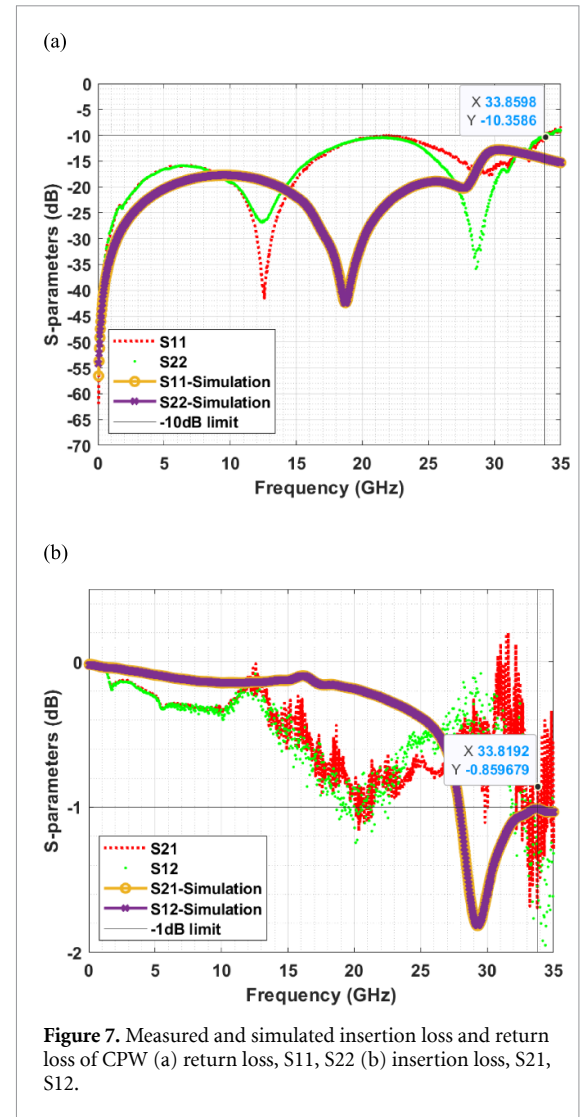 (a)
0
-5
-10
-15
-20
-25
-30
-35
-40
-45
-50
-55
-60
-65
-70
S-parameters (dB)
X 33.8598
Y -10.3586
S11
S22
S11-Simulation
S22-Simulation
-10dB limit
0 5 10 15 20 25 30 35
Frequency (GHz)
(b)
0
-1
-2
S-parameters (dB)
X 33.8192
Y -0.859679
S21
S12
S21-Simulation
S12-Simulation
-1dB limit
0 5 10 15 20 25 30 35
Frequency (GHz)
Figure 7. Measured and simulated insertion loss and return
loss of CPW (a) return loss, S11, S22 (b) insertion loss, S21,
S12.